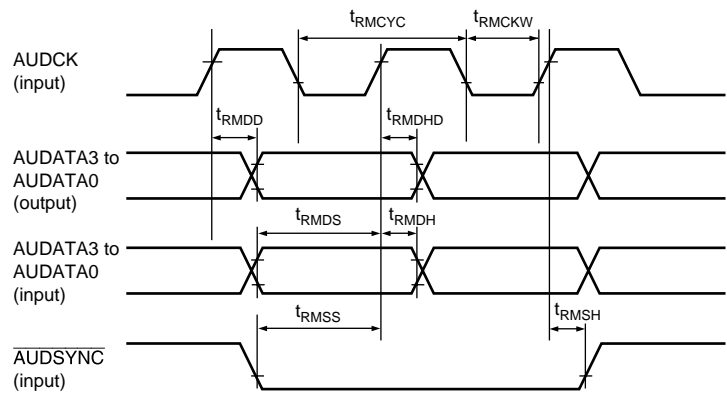 tRMCYC
tRMCKW
AUDCK
(input)
tRMDD
tRMDHD
AUDATA3 to
AUDATA0
(output)
tRMDS
tRMDH
AUDATA3 to
AUDATA0
(input)
tRMSS
tRMSH
AUDSYNC
(input)